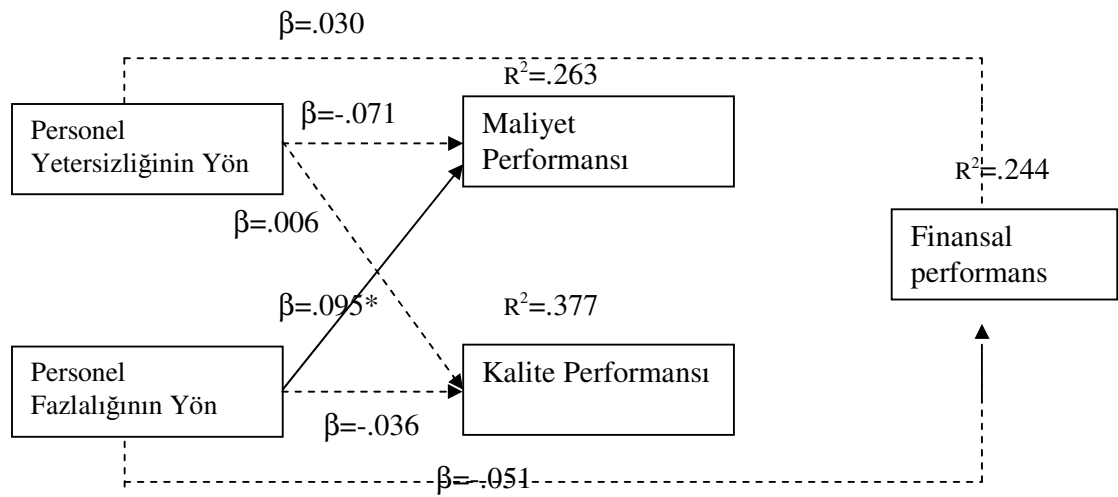 β=.030
R²=.263
β=-.071
Maliyet
Performansı
Personel
Yetersizliğinin Yön
R²=.244
β=.006
Finansal
performans
β=.095*
R²=.377
Personel
Fazlalığının Yön
Kalite Performansı
β=-.036
β=-.051